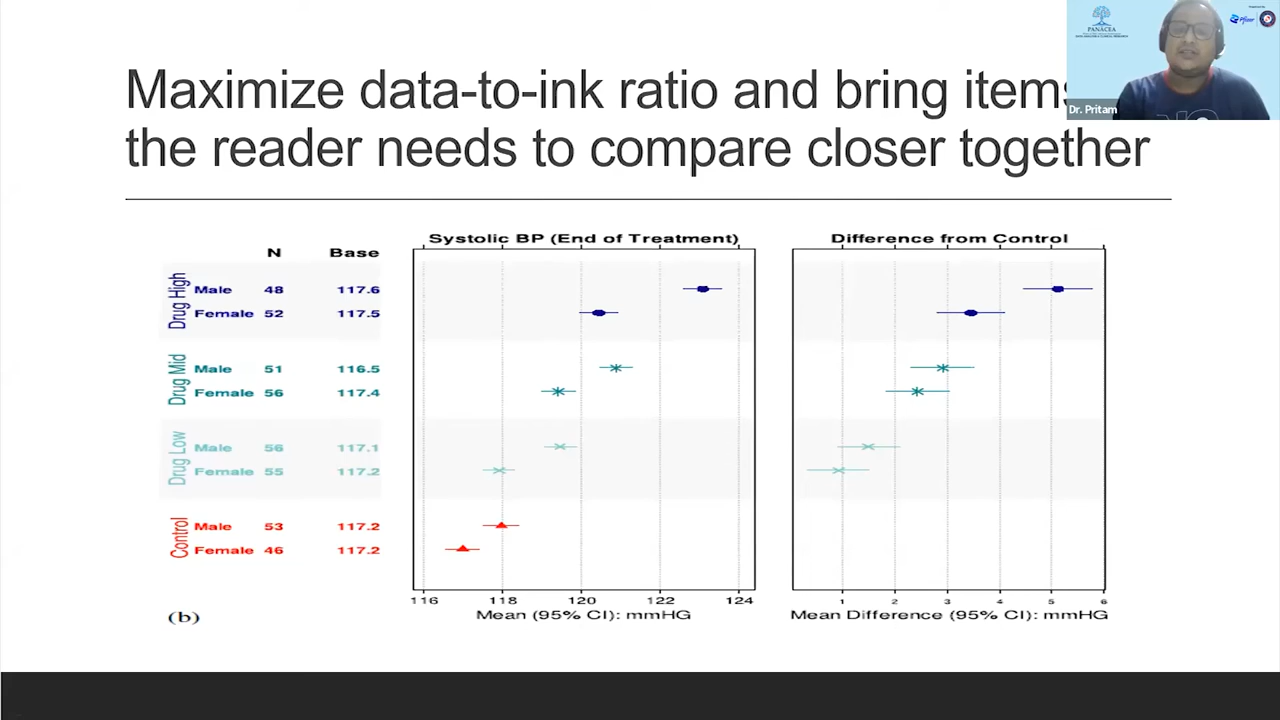 Maximize data-to-ink ratio and bring items
the reader needs to compare closer together
PANACEA
Pfizer
Dr. Pritam
N Base
Systolic BP (End of Treatment)
Difference from Control
Drug High
Male 48 117.6
Female 52 117.5
Drug Mid
Male 51 116.5
Female 56 117.4
Drug Low
Male 56 117.1
Female 55 117.2
Control
Male 53 117.2
Female 46 117.2
116 118 120 122 124
1 2 3 4 5 6
(b)
Mean (95% CI): mmHG
Mean Difference (95% CI): mmHG